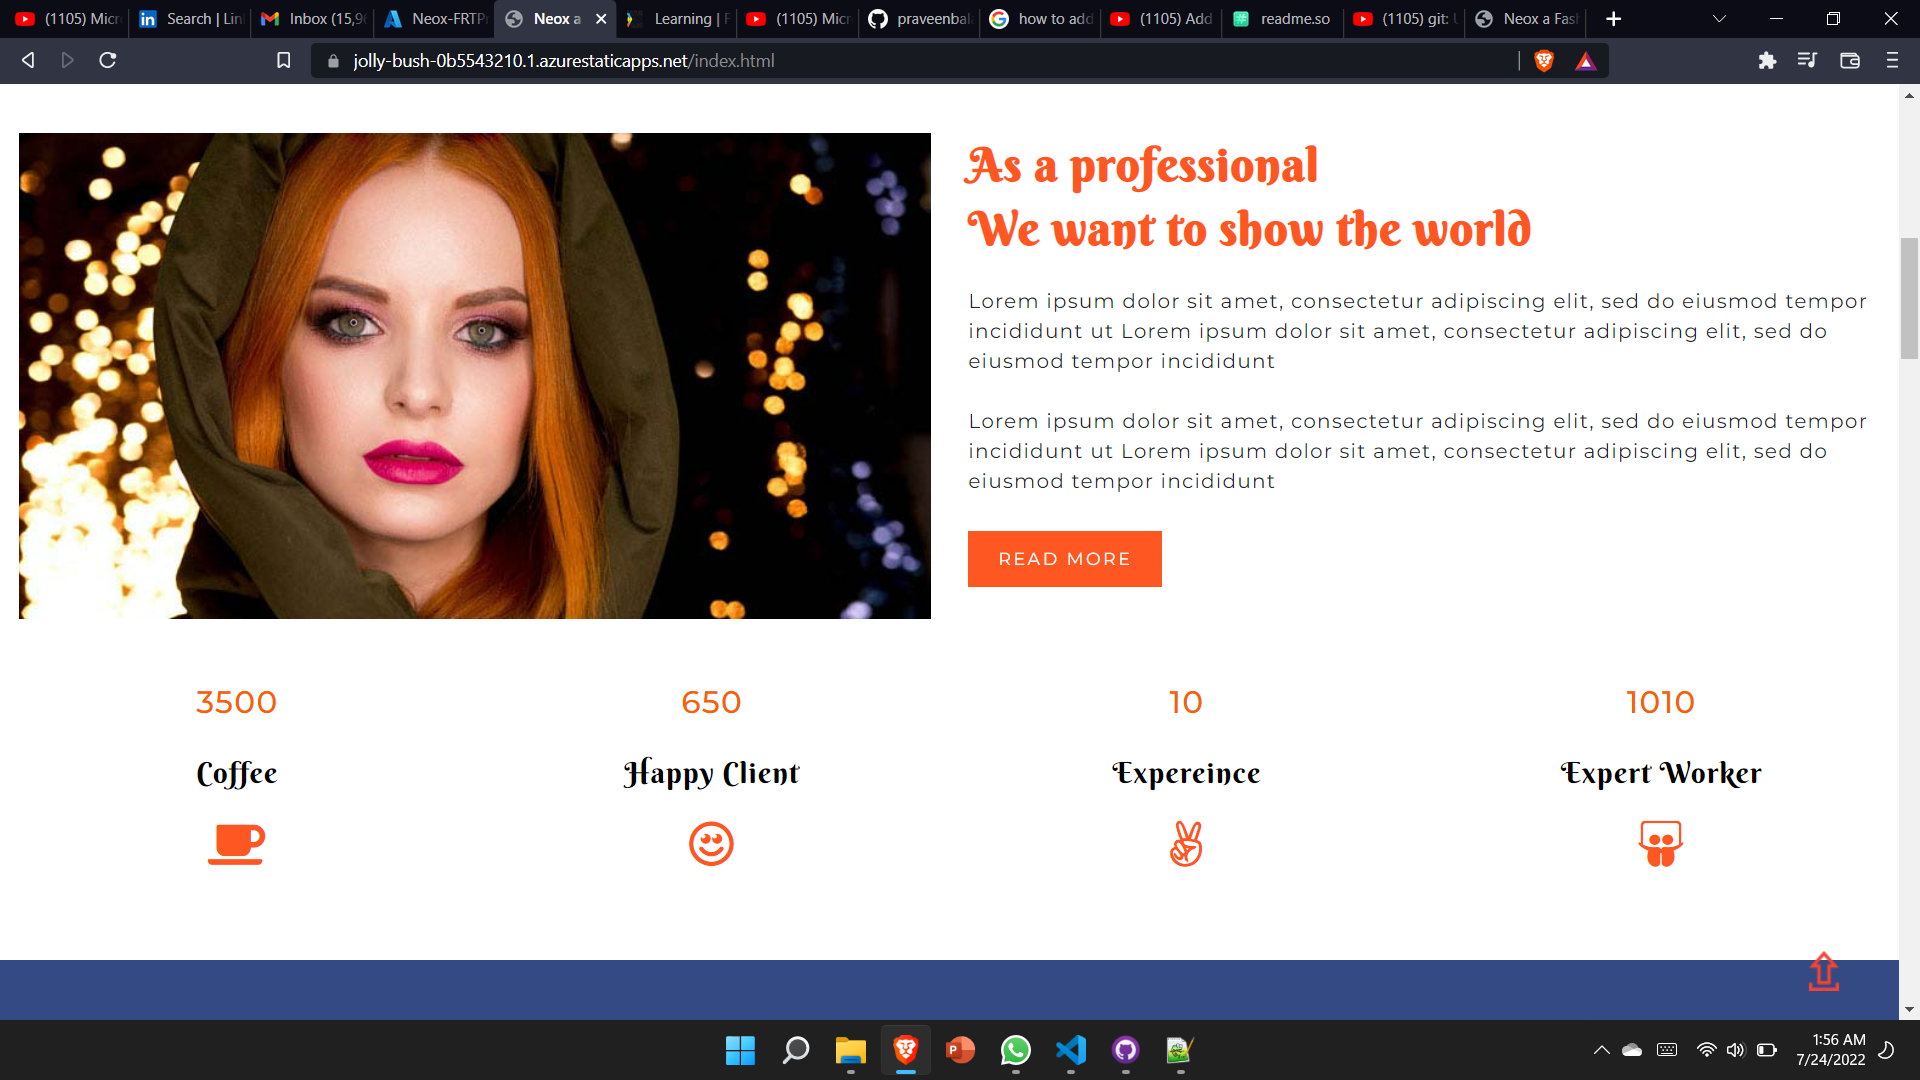 (1105) Micr
Search | Lin
Inbox (15,9
Neox-FRTP
Neox a
Learning | F
(1105) Micr
praveenbal
how to add
(1105) Add
readme.so
(1105) git:
Neox a Fas
jolly-bush-0b5543210.1.azurestaticapps.net/index.html
As a professional
We want to show the world
Lorem ipsum dolor sit amet, consectetur adipiscing elit, sed do eiusmod tempor
incididunt ut Lorem ipsum dolor sit amet, consectetur adipiscing elit, sed do
eiusmod tempor incididunt
Lorem ipsum dolor sit amet, consectetur adipiscing elit, sed do eiusmod tempor
incididunt ut Lorem ipsum dolor sit amet, consectetur adipiscing elit, sed do
eiusmod tempor incididunt
READ MORE
3500
650
10
1010
Coffee
Happy Client
Expereince
Expert Worker
1:56 AM
7/24/2022